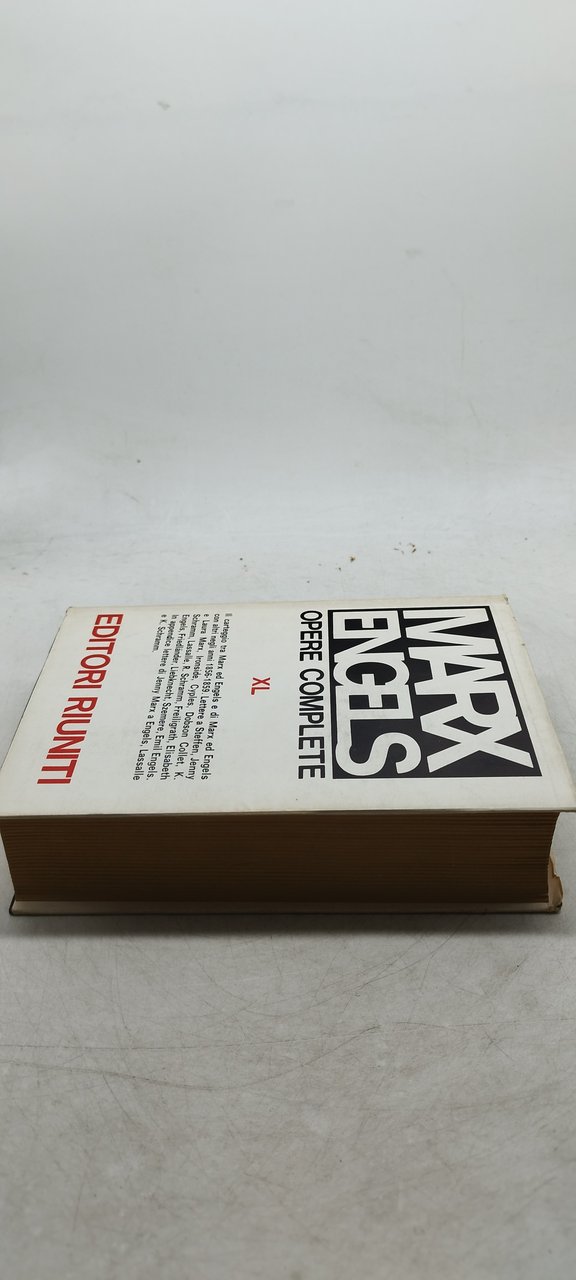 MARX
ENGELS
OPERE COMPLETE
XL
Il carteggio tra Marx ed Engels e di Marx ed Engels
con altri negli anni 1856-1859. Lettere a Steffen, Jenny
e Laura Marx, Ironside, Cyples, Dobson Collet, K.
Schramm, Lassalle, R. Schramm, Freiligrath, Elisabeth
Engels, Friedländer, Liebknecht, Szemere, Emil Engels.
In appendice lettere di Jenny Marx a Engels, Lassalle
e K. Schramm.
EDITORI RIUNITI